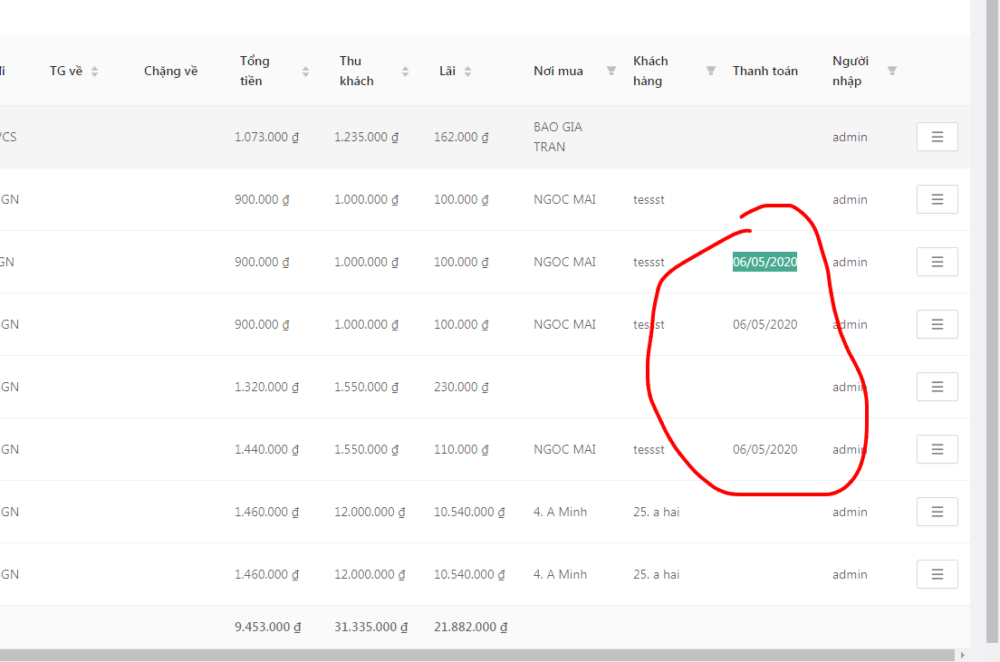 TG về
Chặng về
Tổng tiền
Thu khách
Lãi
Nơi mua
Khách hàng
Thanh toán
Người nhập
/CS 1.073.000 ₫ 1.235.000 ₫ 162.000 ₫ BAO GIA TRAN admin
GN 900.000 ₫ 1.000.000 ₫ 100.000 ₫ NGOC MAI tessst admin
GN 900.000 ₫ 1.000.000 ₫ 100.000 ₫ NGOC MAI tessst 06/05/2020 admin
GN 900.000 ₫ 1.000.000 ₫ 100.000 ₫ NGOC MAI tessst 06/05/2020 admin
GN 1.320.000 ₫ 1.550.000 ₫ 230.000 ₫ admin
GN 1.440.000 ₫ 1.550.000 ₫ 110.000 ₫ NGOC MAI tessst 06/05/2020 admin
GN 1.460.000 ₫ 12.000.000 ₫ 10.540.000 ₫ 4. A Minh 25. a hai admin
GN 1.460.000 ₫ 12.000.000 ₫ 10.540.000 ₫ 4. A Minh 25. a hai admin
9.453.000 ₫ 31.335.000 ₫ 21.882.000 ₫